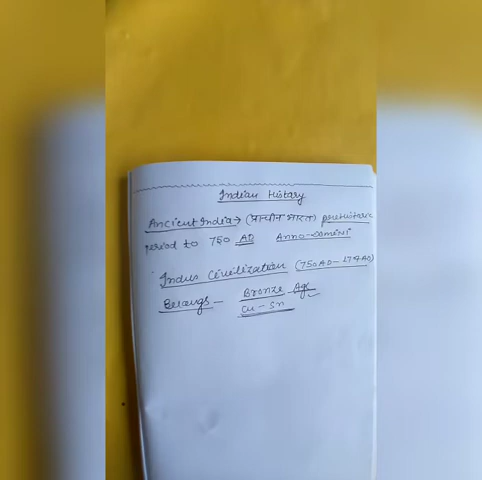 Indian History
Ancient India → (प्राचीन भारत) prehistoric
period to 750 AD Anno-Domini
Indus Civilization (750AD-
Belongs - Bronze Age
Cu - Sn